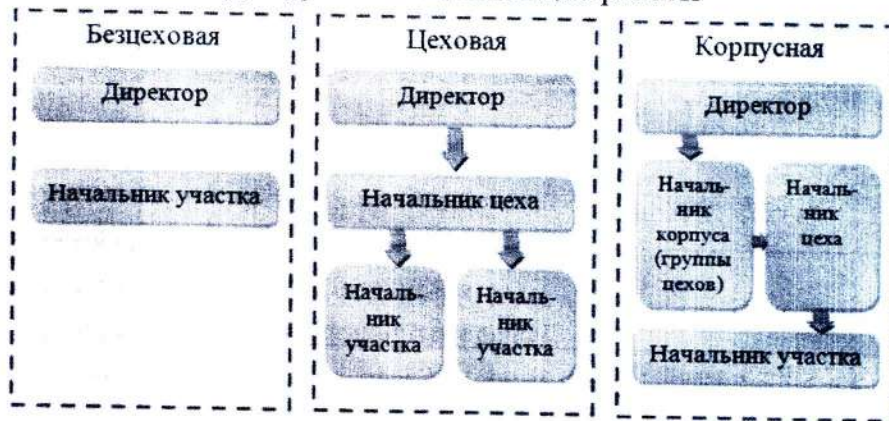 Безцеховая
Директор
Начальник участка
Цеховая
Директор
Начальник цеха
Началь-
ник
участка
Началь-
ник
участка
Корпусная
Директор
Началь-
ник
корпуса
(группы
цехов)
Началь-
ник
цеха
Начальник участка